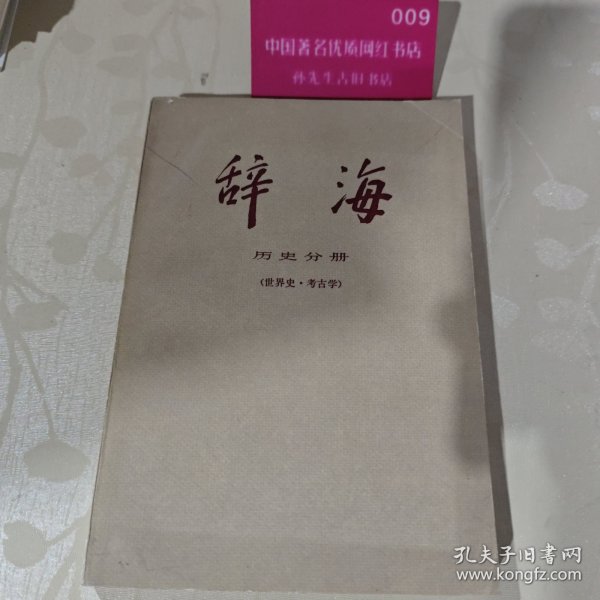 009
中国著名优质网红书店
孙先生古旧书店
辞海
历史分册
(世界史·考古学)
孔夫子旧书网
www.kongfz.com